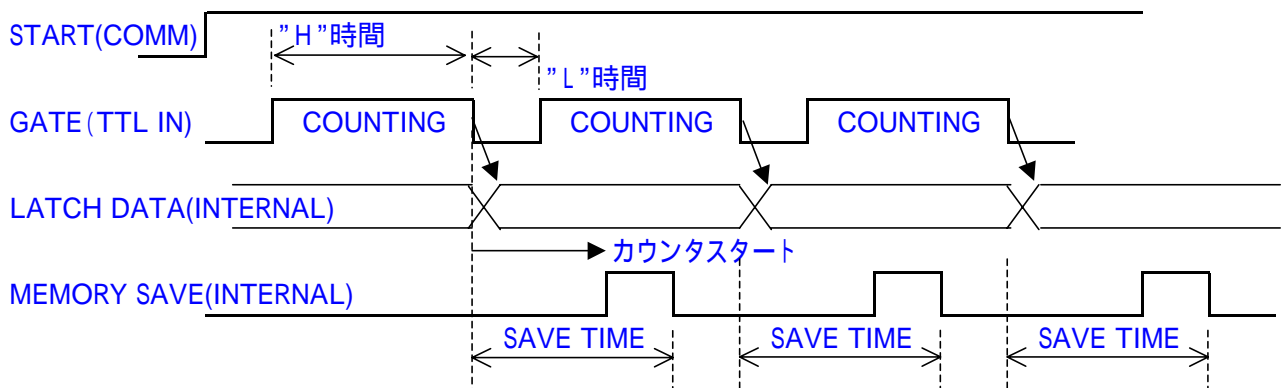 START(COMM)
”H”時間
”L”時間
GATE(TTL IN)
COUNTING
COUNTING
COUNTING
LATCH DATA(INTERNAL)
カウンタスタート
MEMORY SAVE(INTERNAL)
SAVE TIME
SAVE TIME
SAVE TIME